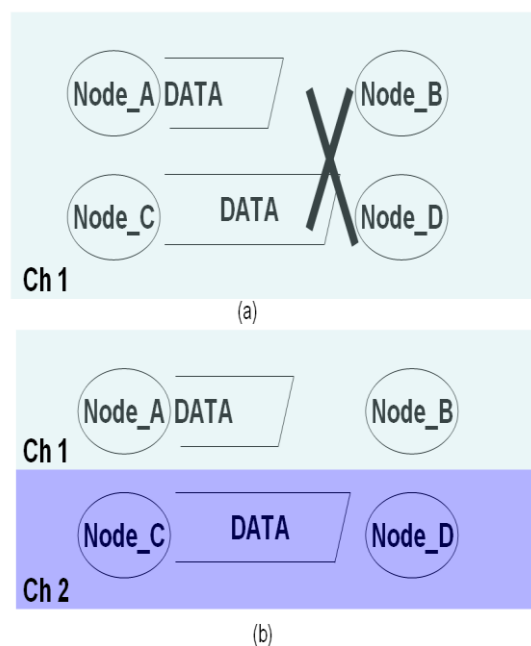 Node_A DATA Node_B
Node_C DATA Node_D
Ch 1
(a)
Node_A DATA Node_B
Ch 1
Node_C DATA Node_D
Ch 2
(b)